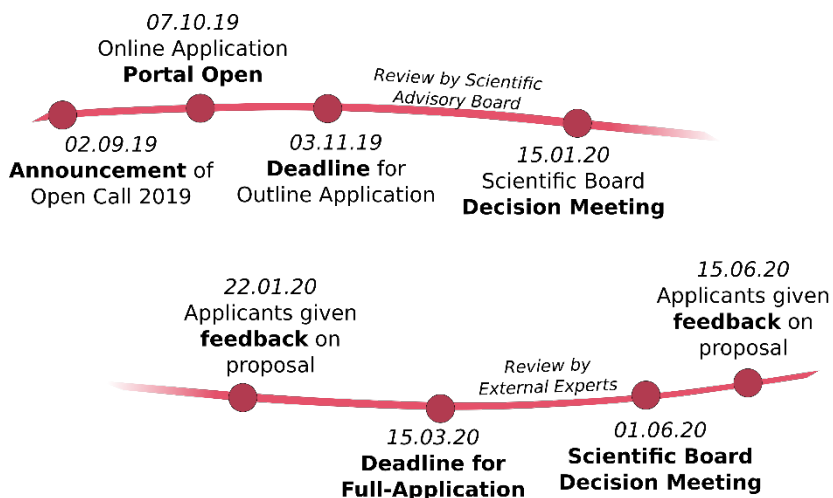 07.10.19
Online Application
Portal Open
Review by Scientific
Advisory Board
02.09.19
Announcement of
Open Call 2019
03.11.19
Deadline for
Outline Application
15.01.20
Scientific Board
Decision Meeting
22.01.20
Applicants given
feedback on
proposal
15.06.20
Applicants given
feedback on
proposal
Review by
External Experts
15.03.20
Deadline for
Full-Application
01.06.20
Scientific Board
Decision Meeting